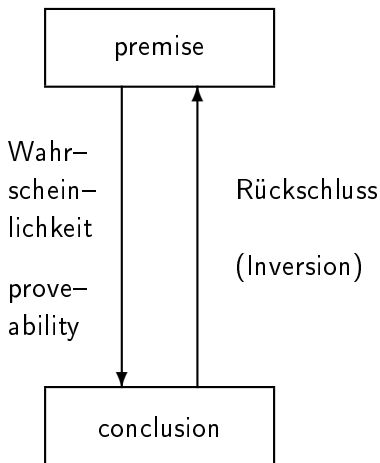 premise
Wahr–
schein–
lichkeit
prove–
ability
Rückschluss
(Inversion)
conclusion